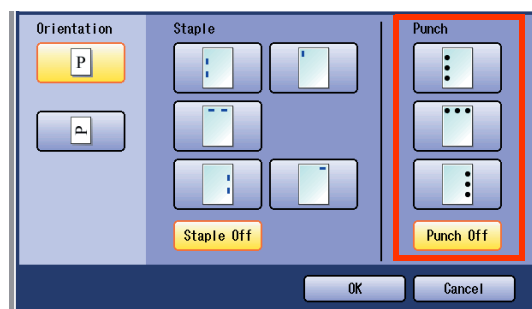 Orientation
Staple
Punch
P
P
Staple Off
Punch Off
OK
Cancel